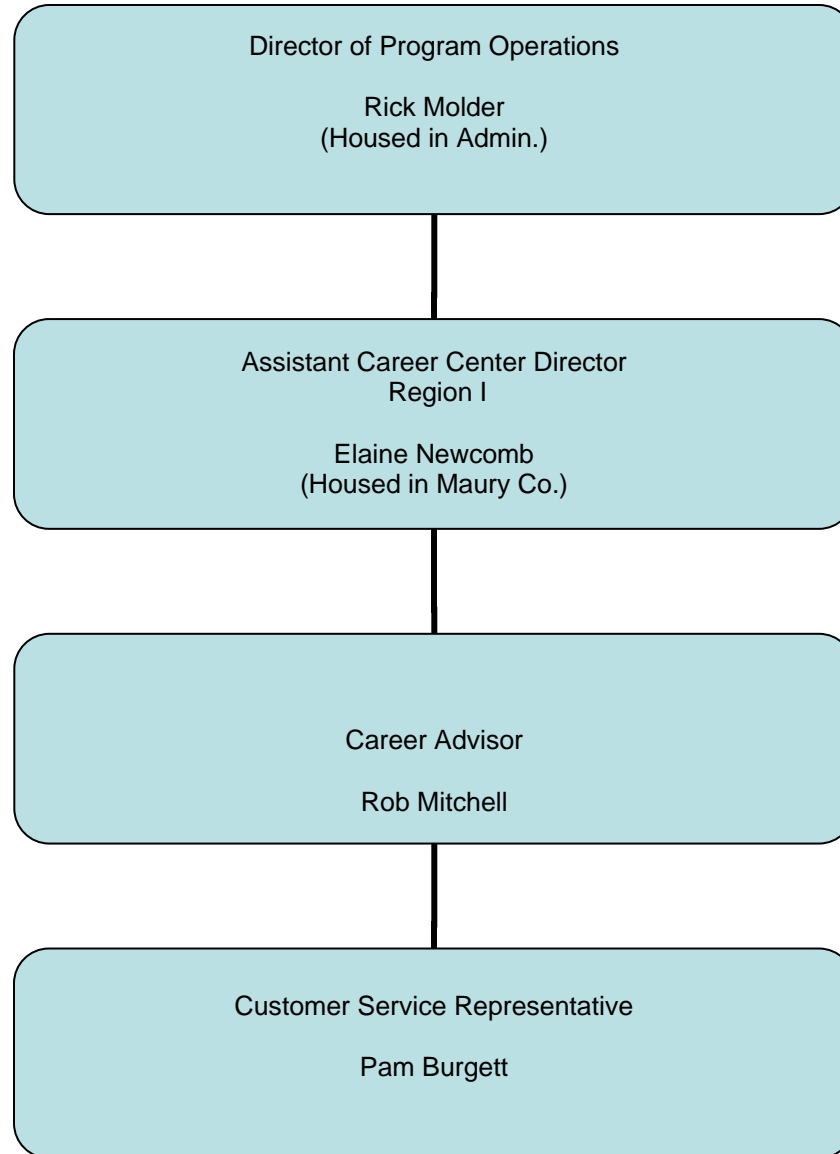 Director of Program Operations
Rick Molder
(Housed in Admin.)
Assistant Career Center Director
Region I
Elaine Newcomb
(Housed in Maury Co.)
Career Advisor
Rob Mitchell
Customer Service Representative
Pam Burgett